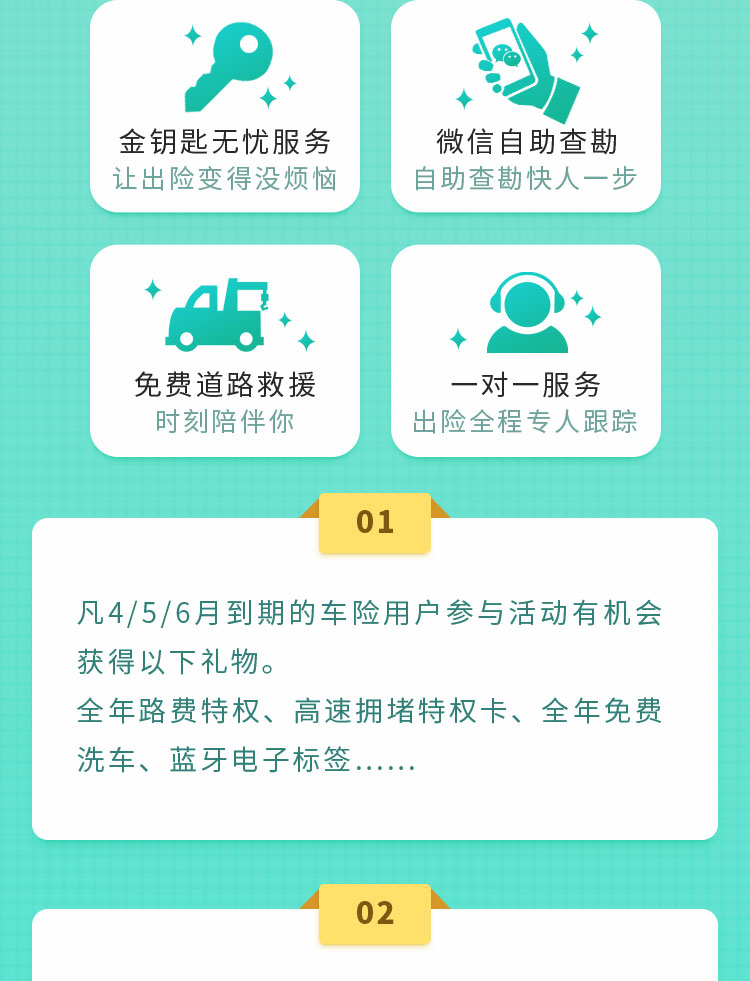 金钥匙无忧服务
让出险变得没烦恼
微信自助查勘
自助查勘快人一步
免费道路救援
时刻陪伴你
一对一服务
出险全程专人跟踪
01
凡4/5/6月到期的车险用户参与活动有机会
获得以下礼物。
全年路费特权、高速拥堵特权卡、全年免费
洗车、蓝牙电子标签......
02